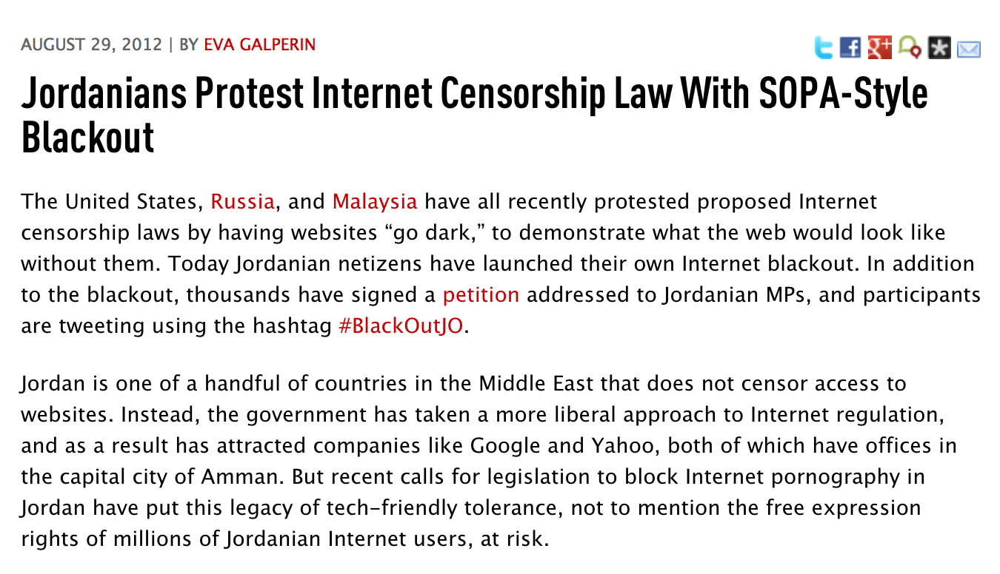 AUGUST 29, 2012 | BY EVA GALPERIN
Jordanians Protest Internet Censorship Law With SOPA-Style
Blackout
The United States, Russia, and Malaysia have all recently protested proposed Internet
censorship laws by having websites “go dark,” to demonstrate what the web would look like
without them. Today Jordanian netizens have launched their own Internet blackout. In addition
to the blackout, thousands have signed a petition addressed to Jordanian MPs, and participants
are tweeting using the hashtag #BlackOutJO.
Jordan is one of a handful of countries in the Middle East that does not censor access to
websites. Instead, the government has taken a more liberal approach to Internet regulation,
and as a result has attracted companies like Google and Yahoo, both of which have offices in
the capital city of Amman. But recent calls for legislation to block Internet pornography in
Jordan have put this legacy of tech-friendly tolerance, not to mention the free expression
rights of millions of Jordanian Internet users, at risk.